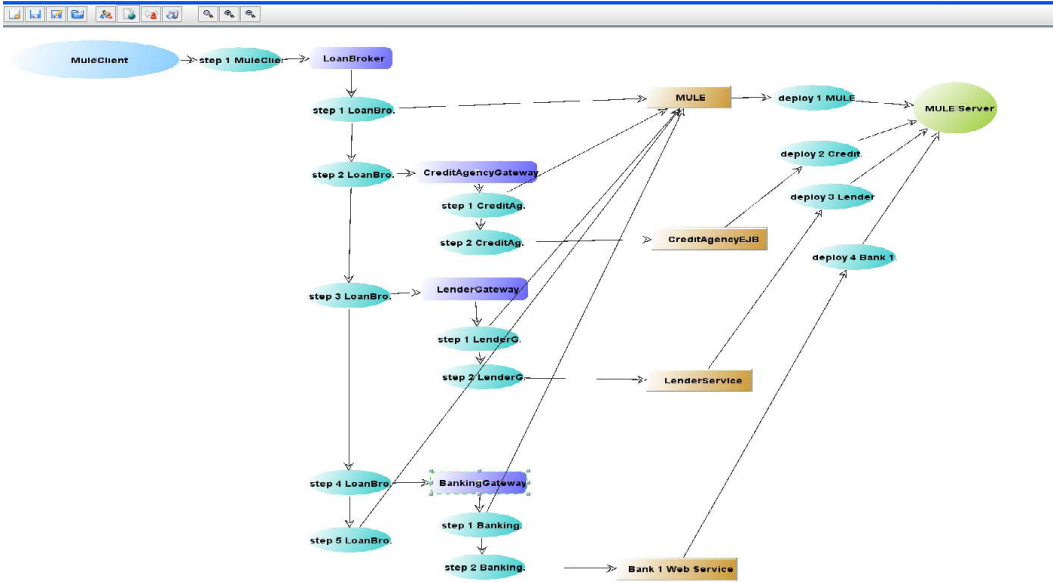 MuleClient
step 1 MuleClie
LoanBroker
step 1 LoanBro.
MULE
deploy 1 MULE
MULE Server
step 2 LoanBro.
CreditAgencyGateway
deploy 2 Credit.
step 1 CreditAg.
deploy 3 Lender
step 2 CreditAg.
CreditAgencyEJB
deploy 4 Bank 1
step 3 LoanBro.
LenderGateway
step 1 LenderG.
step 2 LenderG.
LenderService
step 4 LoanBro.
BankingGateway
step 1 Banking.
step 5 LoanBro.
step 2 Banking.
Bank 1 Web Service